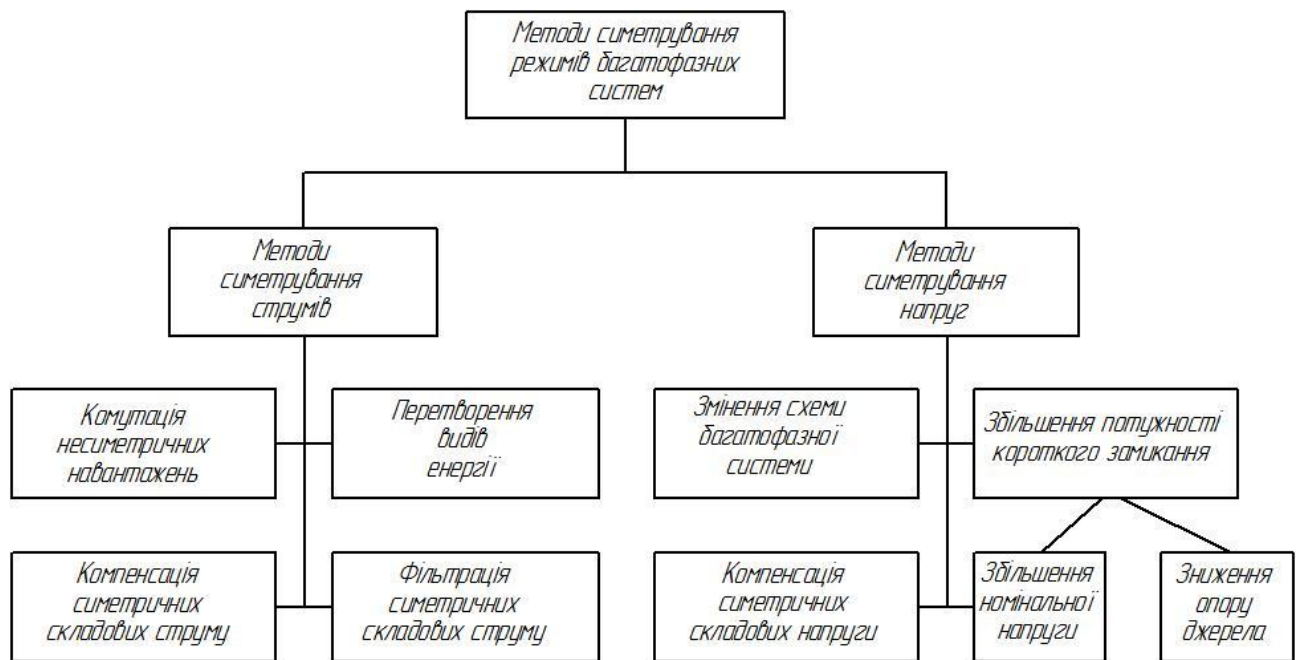 Методи симетрування
режимів багатофазних
систем
Методи
симетрування
струмів
Методи
симетрування
напруг
Комутація
несиметричних
навантажень
Перетворення
видів
енергії
Змінення схеми
багатофазної
системи
Збільшення потужності
короткого замикання
Компенсація
симетричних
складових струму
Фільтрація
симетричних
складових струму
Компенсація
симетричних
складових напруги
Збільшення
номінальної
напруги
Зниження
опору
джерела